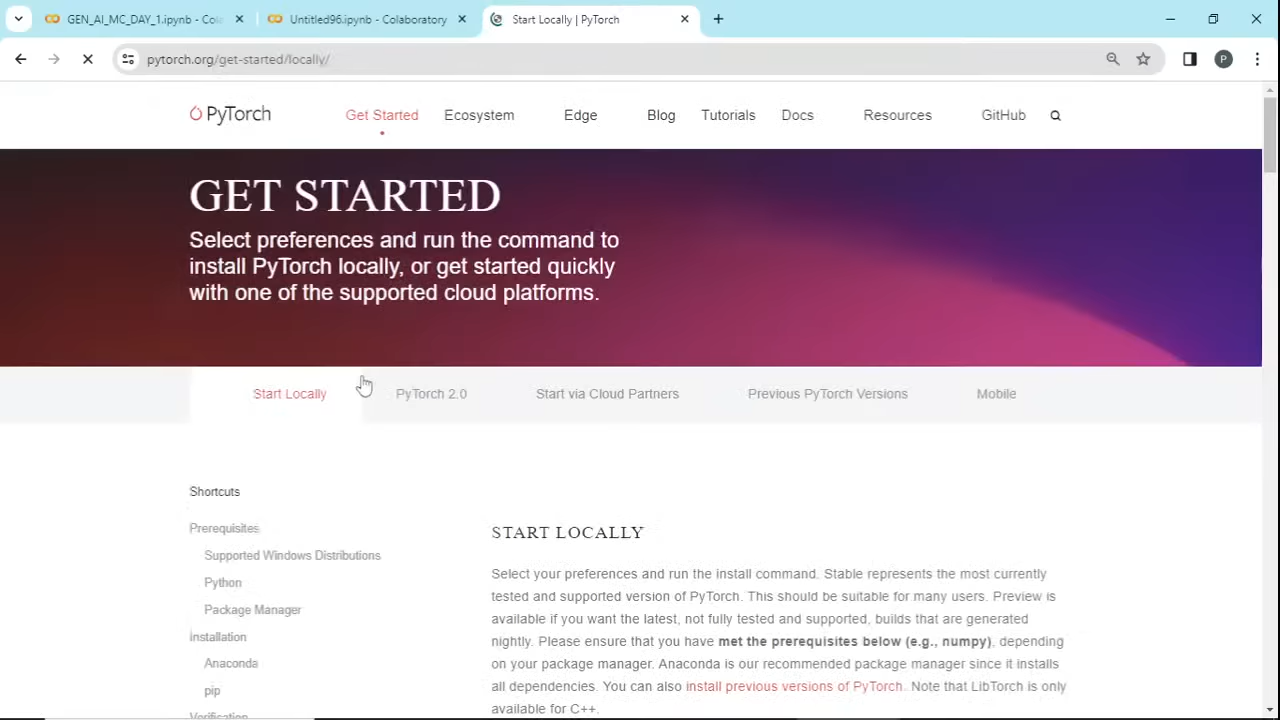 GEN_AI_MC_DAY_1.ipynb - Col
Untitled96.ipynb - Colaboratory
Start Locally | PyTorch
pytorch.org/get-started/locally/
P
PyTorch
Get Started
Ecosystem
Edge
Blog
Tutorials
Docs
Resources
GitHub
GET STARTED
Select preferences and run the command to
install PyTorch locally, or get started quickly
with one of the supported cloud platforms.
Start Locally
PyTorch 2.0
Start via Cloud Partners
Previous PyTorch Versions
Mobile
Shortcuts
Prerequisites
Supported Windows Distributions
Python
Package Manager
Installation
Anaconda
pip
Verification
START LOCALLY
Select your preferences and run the install command. Stable represents the most currently
tested and supported version of PyTorch. This should be suitable for many users. Preview is
available if you want the latest, not fully tested and supported, builds that are generated
nightly. Please ensure that you have met the prerequisites below (e.g., numpy), depending
on your package manager. Anaconda is our recommended package manager since it installs
all dependencies. You can also install previous versions of PyTorch. Note that LibTorch is only
available for C++.